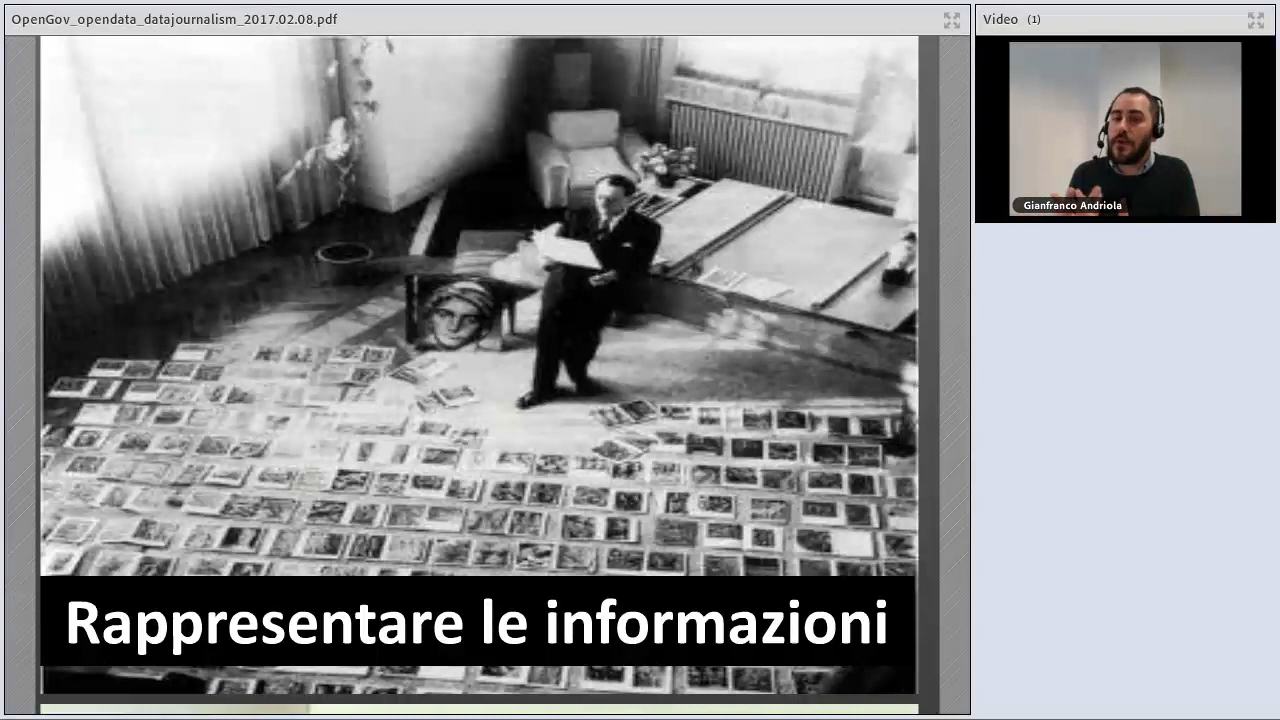 OpenGov_opendata_datajournalism_2017.02.08.pdf
Video (1)
Gianfranco Andriola
Rappresentare le informazioni